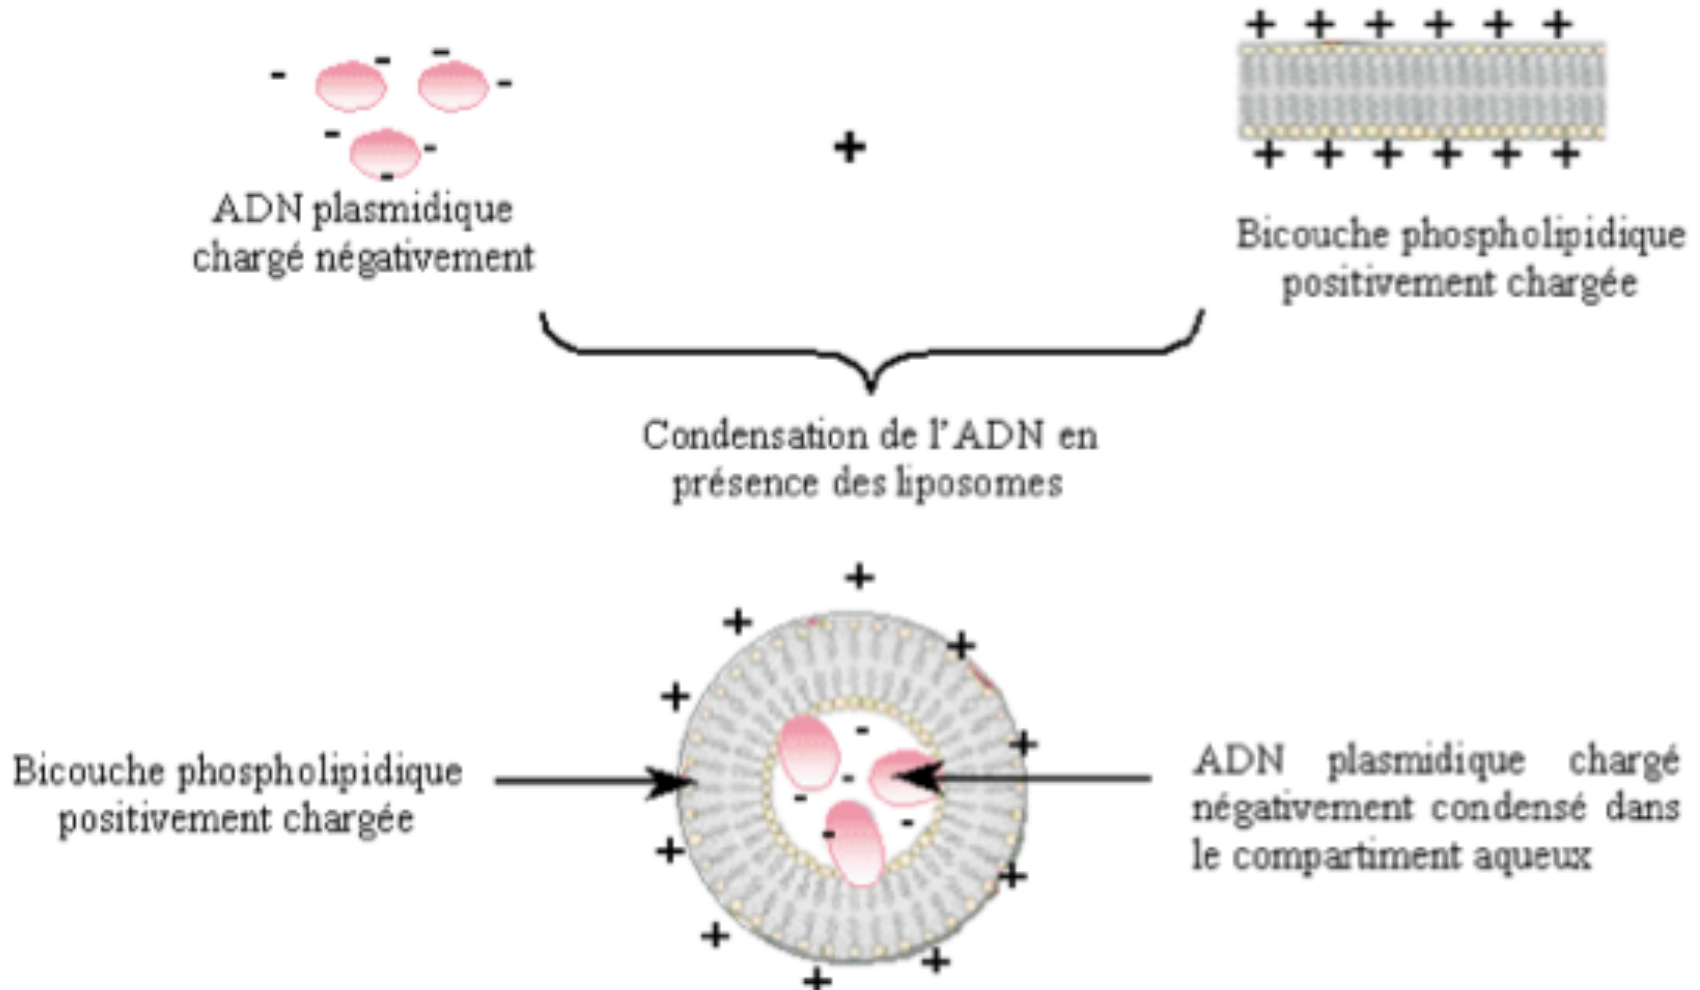 ADN plasmidique
chargé négativement
Bicouche phospholipidique
positivement chargée
Condensation de l'ADN en
présence des liposomes
Bicouche phospholipidique
positivement chargée
ADN plasmidique chargé
négativement condensé dans
le compartiment aqueux